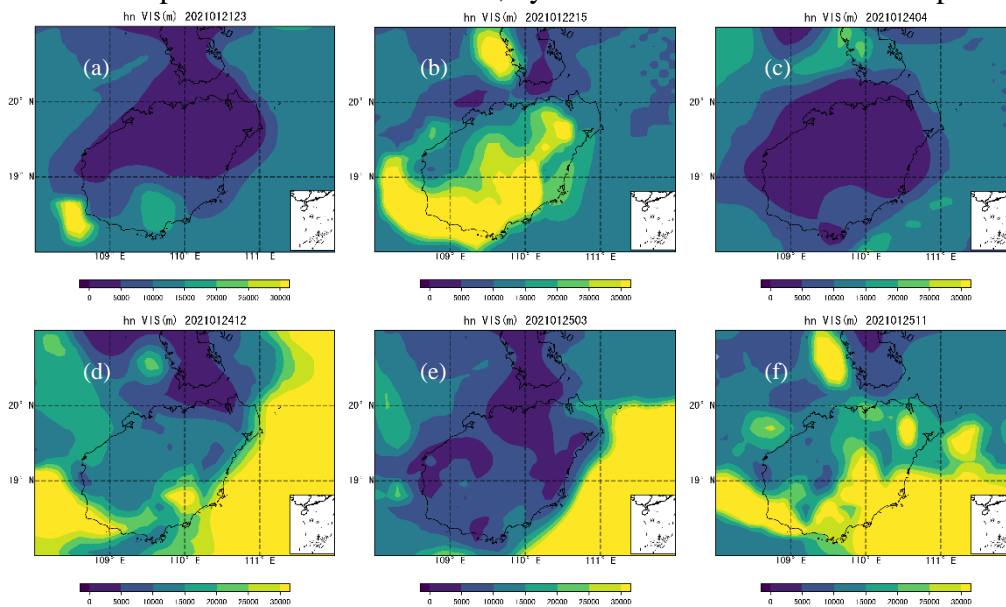 hn VIS(m) 2021012123
hn VIS(m) 2021012215
hn VIS(m) 2021012404
(a)
(b)
(c)
20° N
20° N
20° N
19° N
19° N
19° N
109° E 110° E 111° E
109° E 110° E 111° E
109° E 110° E 111° E
0 5000 10000 15000 20000 25000 30000
0 5000 10000 15000 20000 25000 30000
0 5000 10000 15000 20000 25000 30000
hn VIS(m) 2021012412
hn VIS(m) 2021012503
hn VIS(m) 2021012511
(d)
(e)
(f)
20° N
20° N
20° N
19° N
19° N
19° N
109° E 110° E 111° E
109° E 110° E 111° E
109° E 110° E 111° E
0 5000 10000 15000 20000 25000 30000
0 5000 10000 15000 20000 25000 30000
0 5000 10000 15000 20000 25000 30000